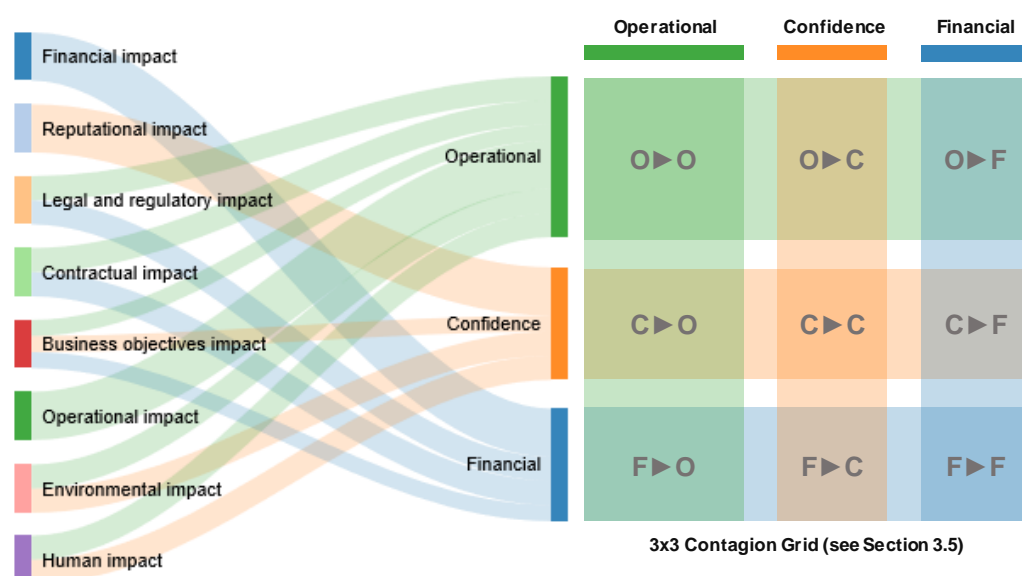 Operational Confidence Financial
Financial impact
Reputational impact
Legal and regulatory impact
Contractual impact
Business objectives impact
Operational impact
Environmental impact
Human impact
Operational
Confidence
Financial
O►O O►C O►F
C►O C►C C►F
F►O F►C F►F
3x3 Contagion Grid (see Section 3.5)